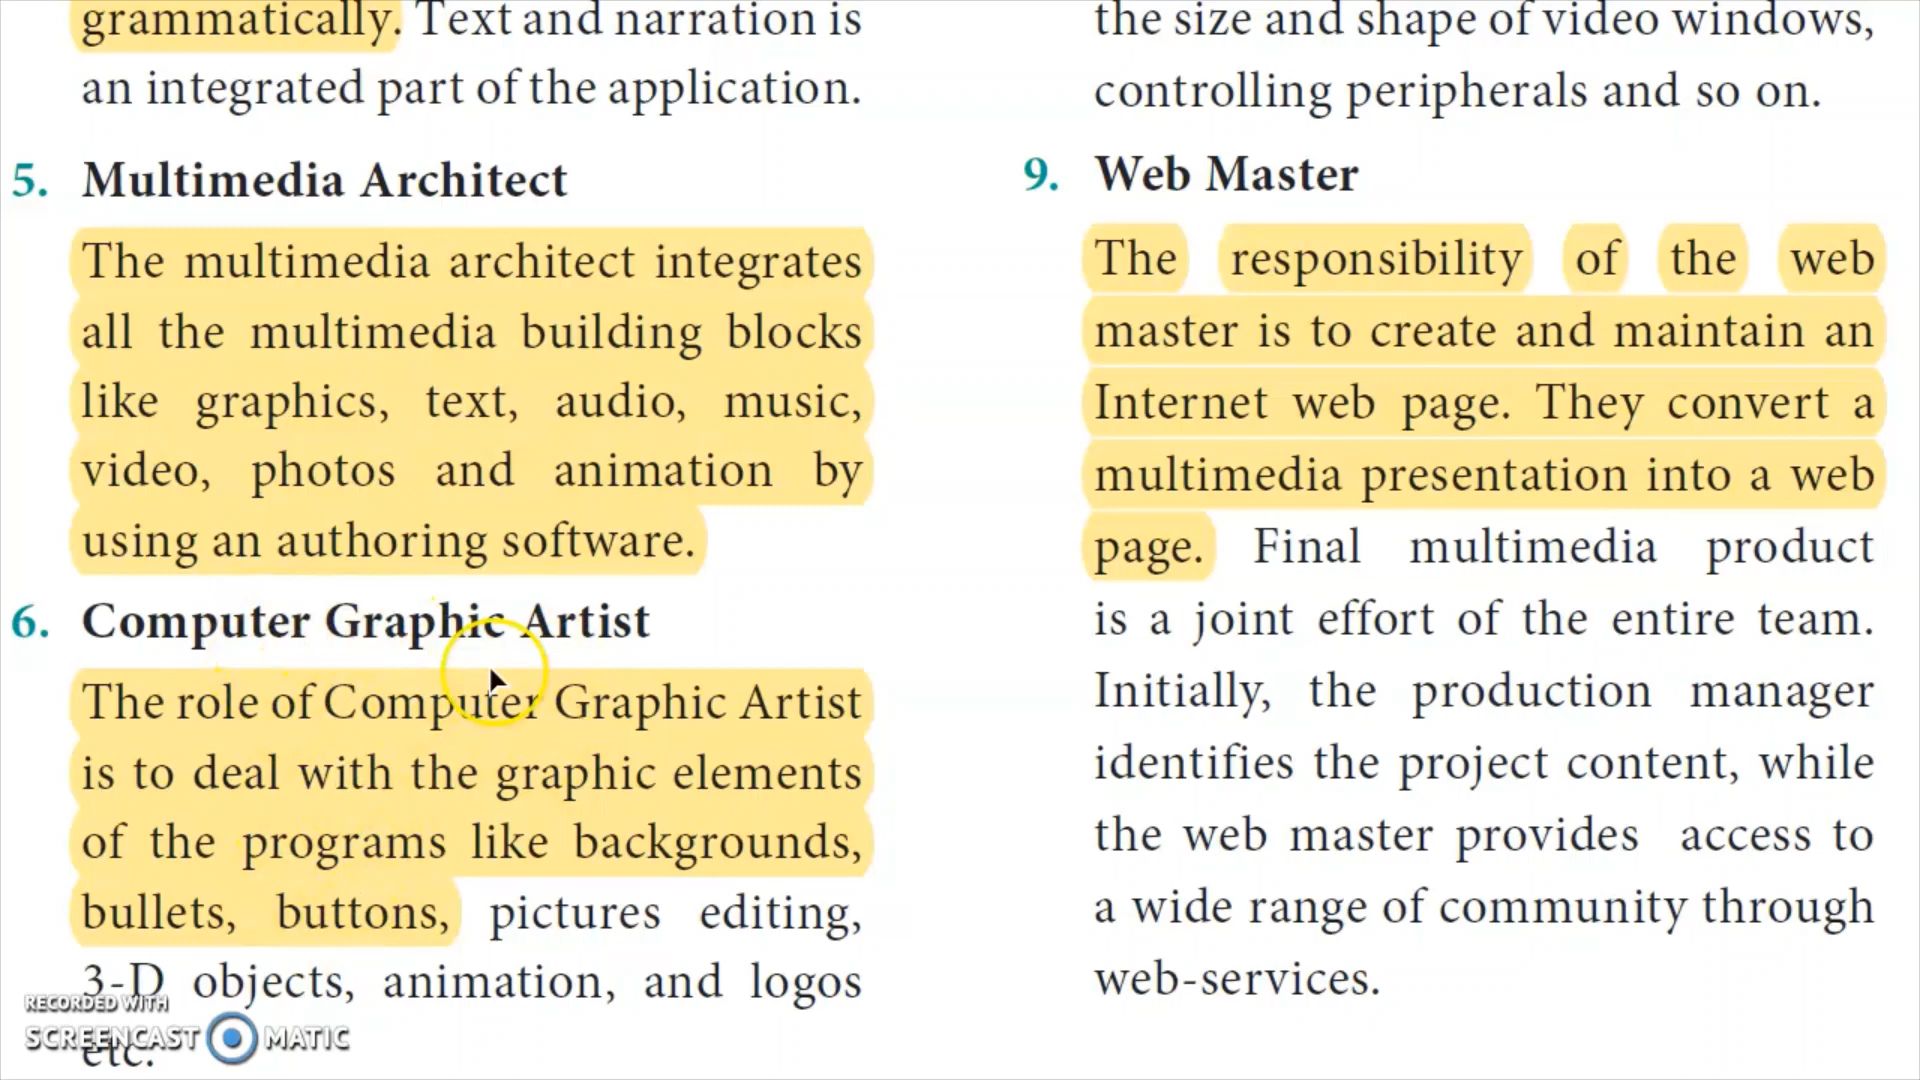 grammatically. Text and narration is
an integrated part of the application.
5. Multimedia Architect
The multimedia architect integrates
all the multimedia building blocks
like graphics, text, audio, music,
video, photos and animation by
using an authoring software.
6. Computer Graphic Artist
The role of Computer Graphic Artist
is to deal with the graphic elements
of the programs like backgrounds,
bullets, buttons, pictures editing,
3-D objects, animation, and logos
etc.
the size and shape of video windows,
controlling peripherals and so on.
9. Web Master
The responsibility of the web
master is to create and maintain an
Internet web page. They convert a
multimedia presentation into a web
page. Final multimedia product
is a joint effort of the entire team.
Initially, the production manager
identifies the project content, while
the web master provides access to
a wide range of community through
web-services.
RECORDED WITH
SCREENCAST MATIC